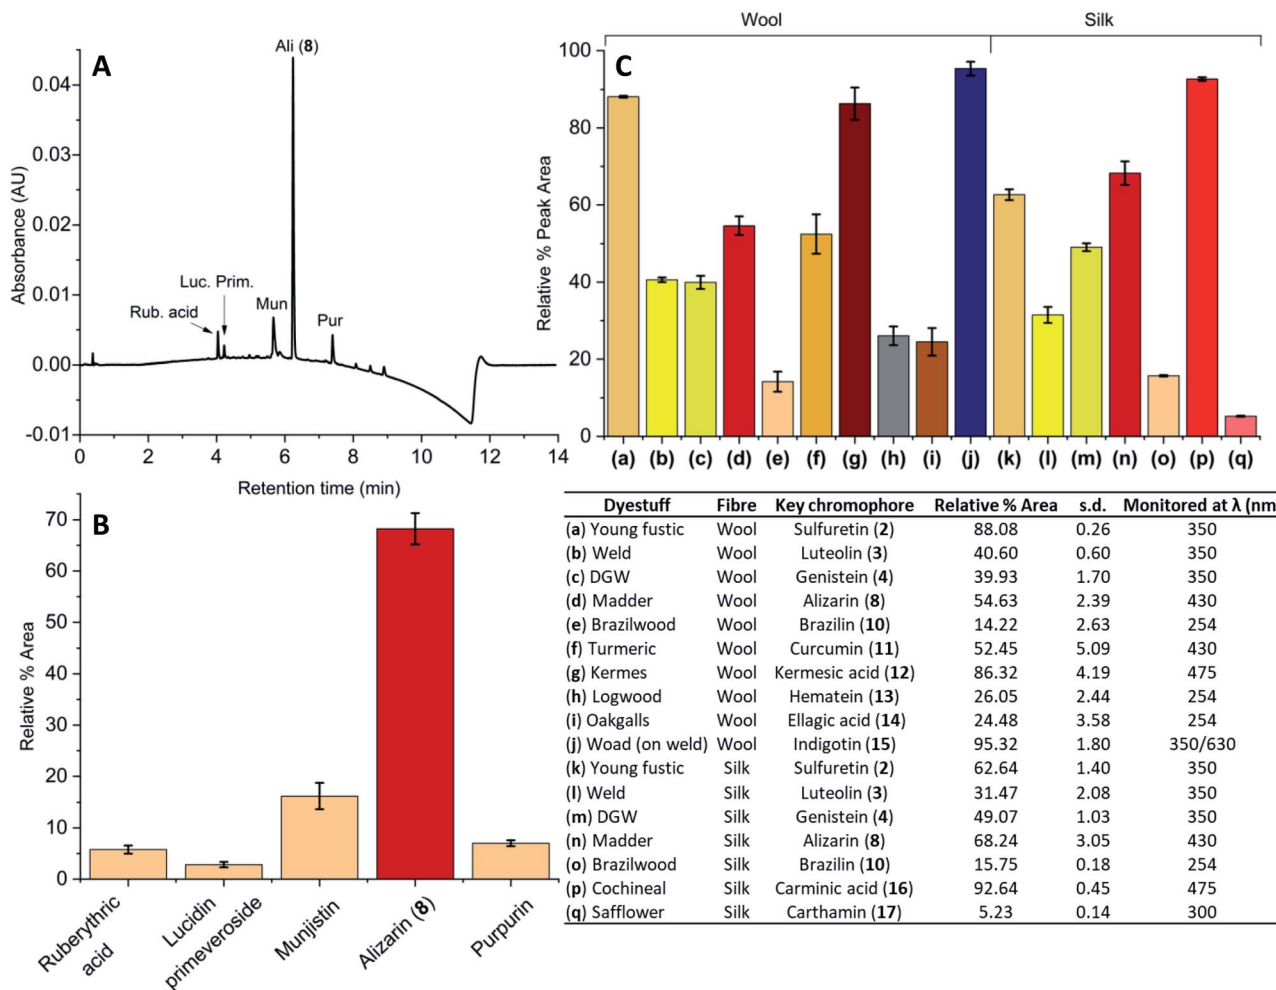 Wool Silk
A
Ali (8)
Luc. Prim.
Rub. acid
Mun
Pur
Absorbance (AU)
0.04
0.03
0.02
0.01
0.00
-0.01
0 2 4 6 8 10 12 14
Retention time (min)
C
Relative % Peak Area
100
80
60
40
20
0
(a) (b) (c) (d) (e) (f) (g) (h) (i) (j) (k) (l) (m) (n) (o) (p) (q)
B
Relative % Area
70
60
50
40
30
20
10
0
Ruberythric
acid
Lucidin
primeveroside
Munjistin
Alizarin (8)
Purpurin
Dyestuff Fibre Key chromophore Relative % Area s.d. Monitored at λ (nm
(a) Young fustic Wool Sulfuretin (2) 88.08 0.26 350
(b) Weld Wool Luteolin (3) 40.60 0.60 350
(c) DGW Wool Genistein (4) 39.93 1.70 350
(d) Madder Wool Alizarin (8) 54.63 2.39 430
(e) Brazilwood Wool Brazilin (10) 14.22 2.63 254
(f) Turmeric Wool Curcumin (11) 52.45 5.09 430
(g) Kermes Wool Kermesic acid (12) 86.32 4.19 475
(h) Logwood Wool Hematein (13) 26.05 2.44 254
(i) Oakgalls Wool Ellagic acid (14) 24.48 3.58 254
(j) Woad (on weld) Wool Indigotin (15) 95.32 1.80 350/630
(k) Young fustic Silk Sulfuretin (2) 62.64 1.40 350
(l) Weld Silk Luteolin (3) 31.47 2.08 350
(m) DGW Silk Genistein (4) 49.07 1.03 350
(n) Madder Silk Alizarin (8) 68.24 3.05 430
(o) Brazilwood Silk Brazilin (10) 15.75 0.18 254
(p) Cochineal Silk Carminic acid (16) 92.64 0.45 475
(q) Safflower Silk Carthamin (17) 5.23 0.14 300